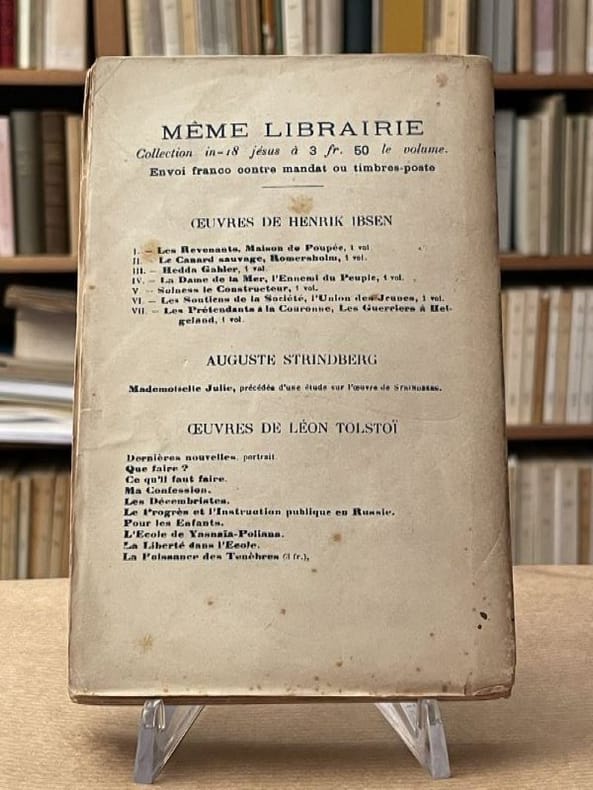 MÊME LIBRAIRIE
Collection in-18 jésus à 3 fr. 50 le volume.
Envoi franco contre mandat ou timbres-poste
ŒUVRES DE HENRIK IBSEN
I. — Les Revenants, Maison de Poupée, 1 vol.
II. — Le Canard sauvage, Romersholm, 1 vol.
III. — Hedda Gabler, 1 vol.
IV. — La Dame de la Mer, l'Ennemi du Peuple, 1 vol.
V. — Solness le Constructeur, 1 vol.
VI. — Les Soutiens de la Société, l'Union des Jeunes, 1 vol.
VII. — Les Prétendants à la Couronne, Les Guerriers à Helgeland, 1 vol.
AUGUSTE STRINDBERG
Mademoiselle Julie, précédée d'une étude sur l'œuvre de STRINDBERG.
ŒUVRES DE LÉON TOLSTOÏ
Dernières nouvelles, portrait.
Que faire ?
Ce qu'il faut faire.
Ma Confession.
Les Décembristes.
Le Progrès et l'Instruction publique en Russie.
Pour les Enfants.
L'Ecole de Yasnaïa-Poliana.
La Liberté dans l'Ecole.
La Puissance des Tenèbres (3 fr.),